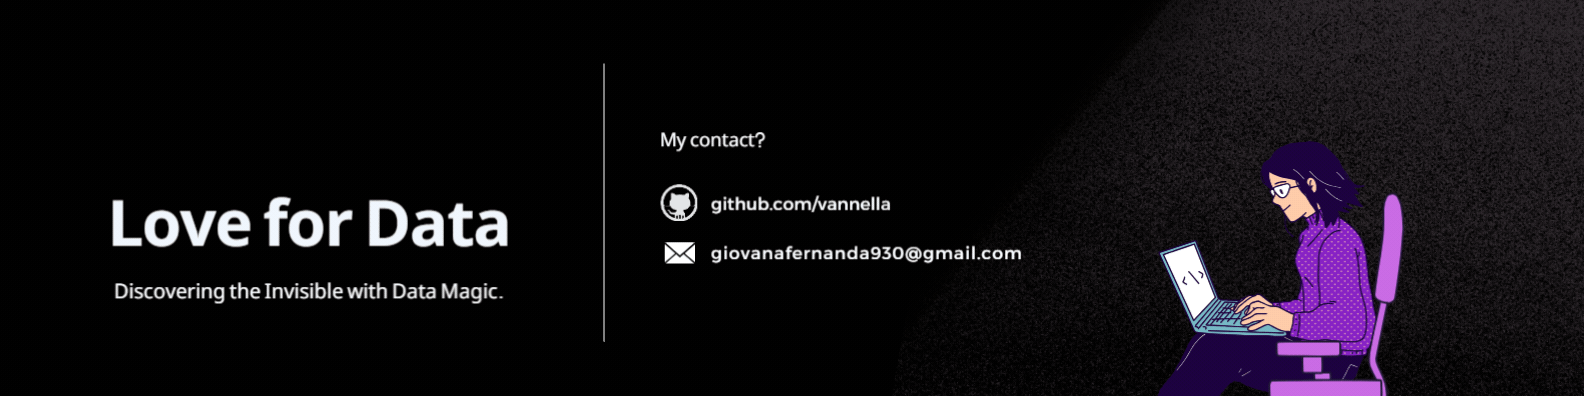 Love for Data
Discovering the Invisible with Data Magic.
My contact?
github.com/vannella
giovanafernanda930@gmail.com